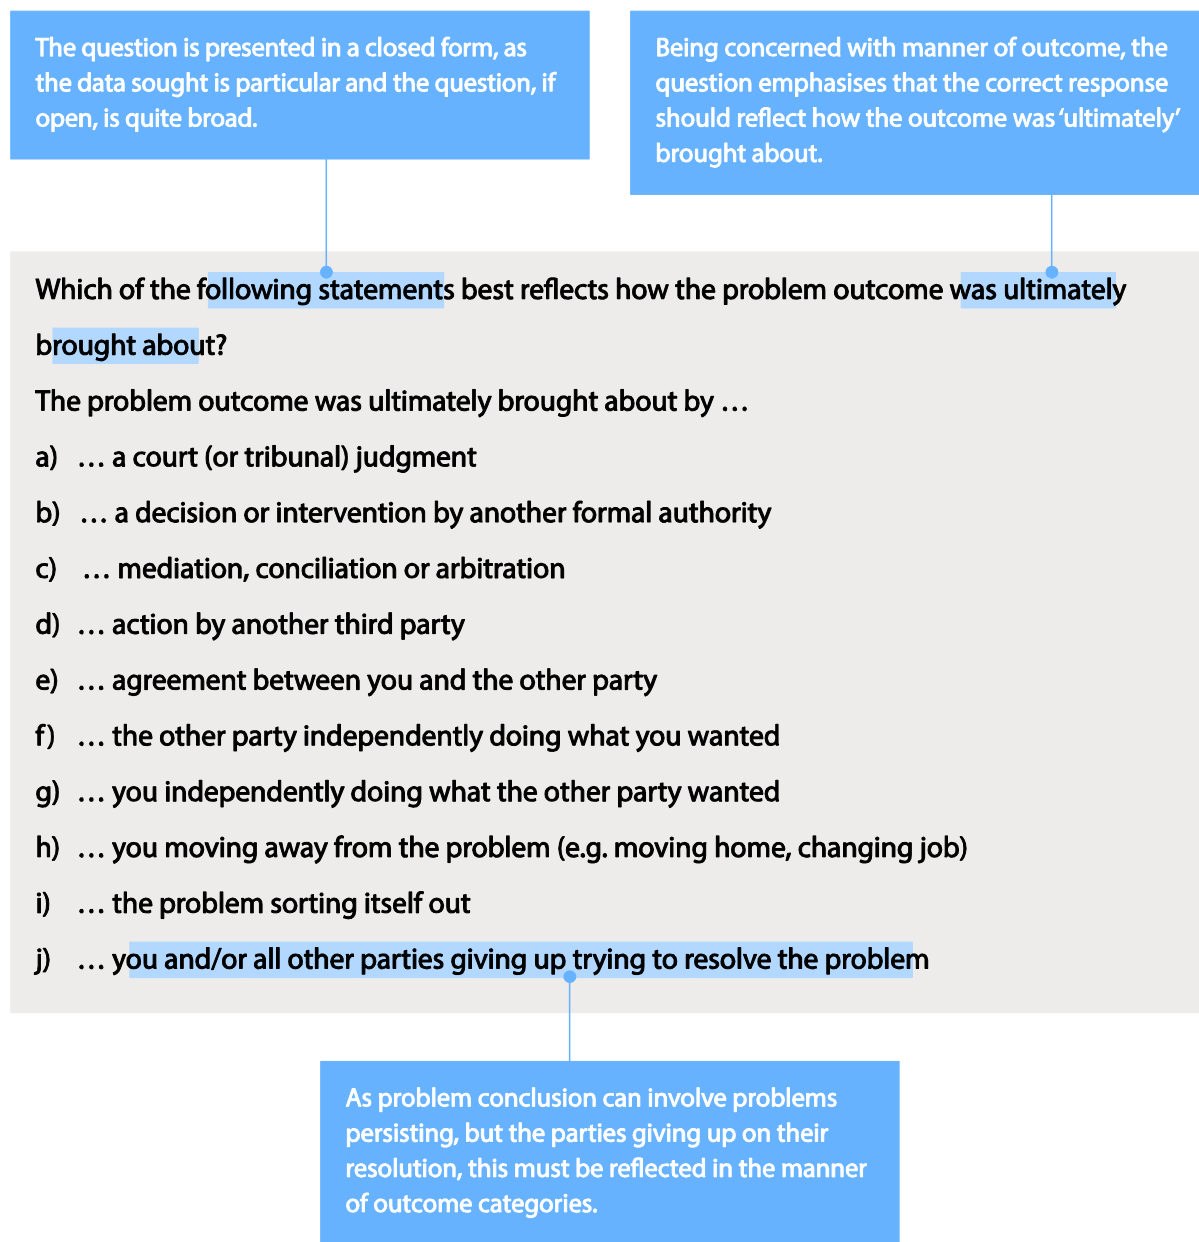 The question is presented in a closed form, as
the data sought is particular and the question, if
open, is quite broad.
Being concerned with manner of outcome, the
question emphasises that the correct response
should reflect how the outcome was ‘ultimately’
brought about.
Which of the following statements best reflects how the problem outcome was ultimately
brought about?
The problem outcome was ultimately brought about by …
a) … a court (or tribunal) judgment
b) … a decision or intervention by another formal authority
c) … mediation, conciliation or arbitration
d) … action by another third party
e) … agreement between you and the other party
f) … the other party independently doing what you wanted
g) … you independently doing what the other party wanted
h) … you moving away from the problem (e.g. moving home, changing job)
i) … the problem sorting itself out
j) … you and/or all other parties giving up trying to resolve the problem
As problem conclusion can involve problems
persisting, but the parties giving up on their
resolution, this must be reflected in the manner
of outcome categories.